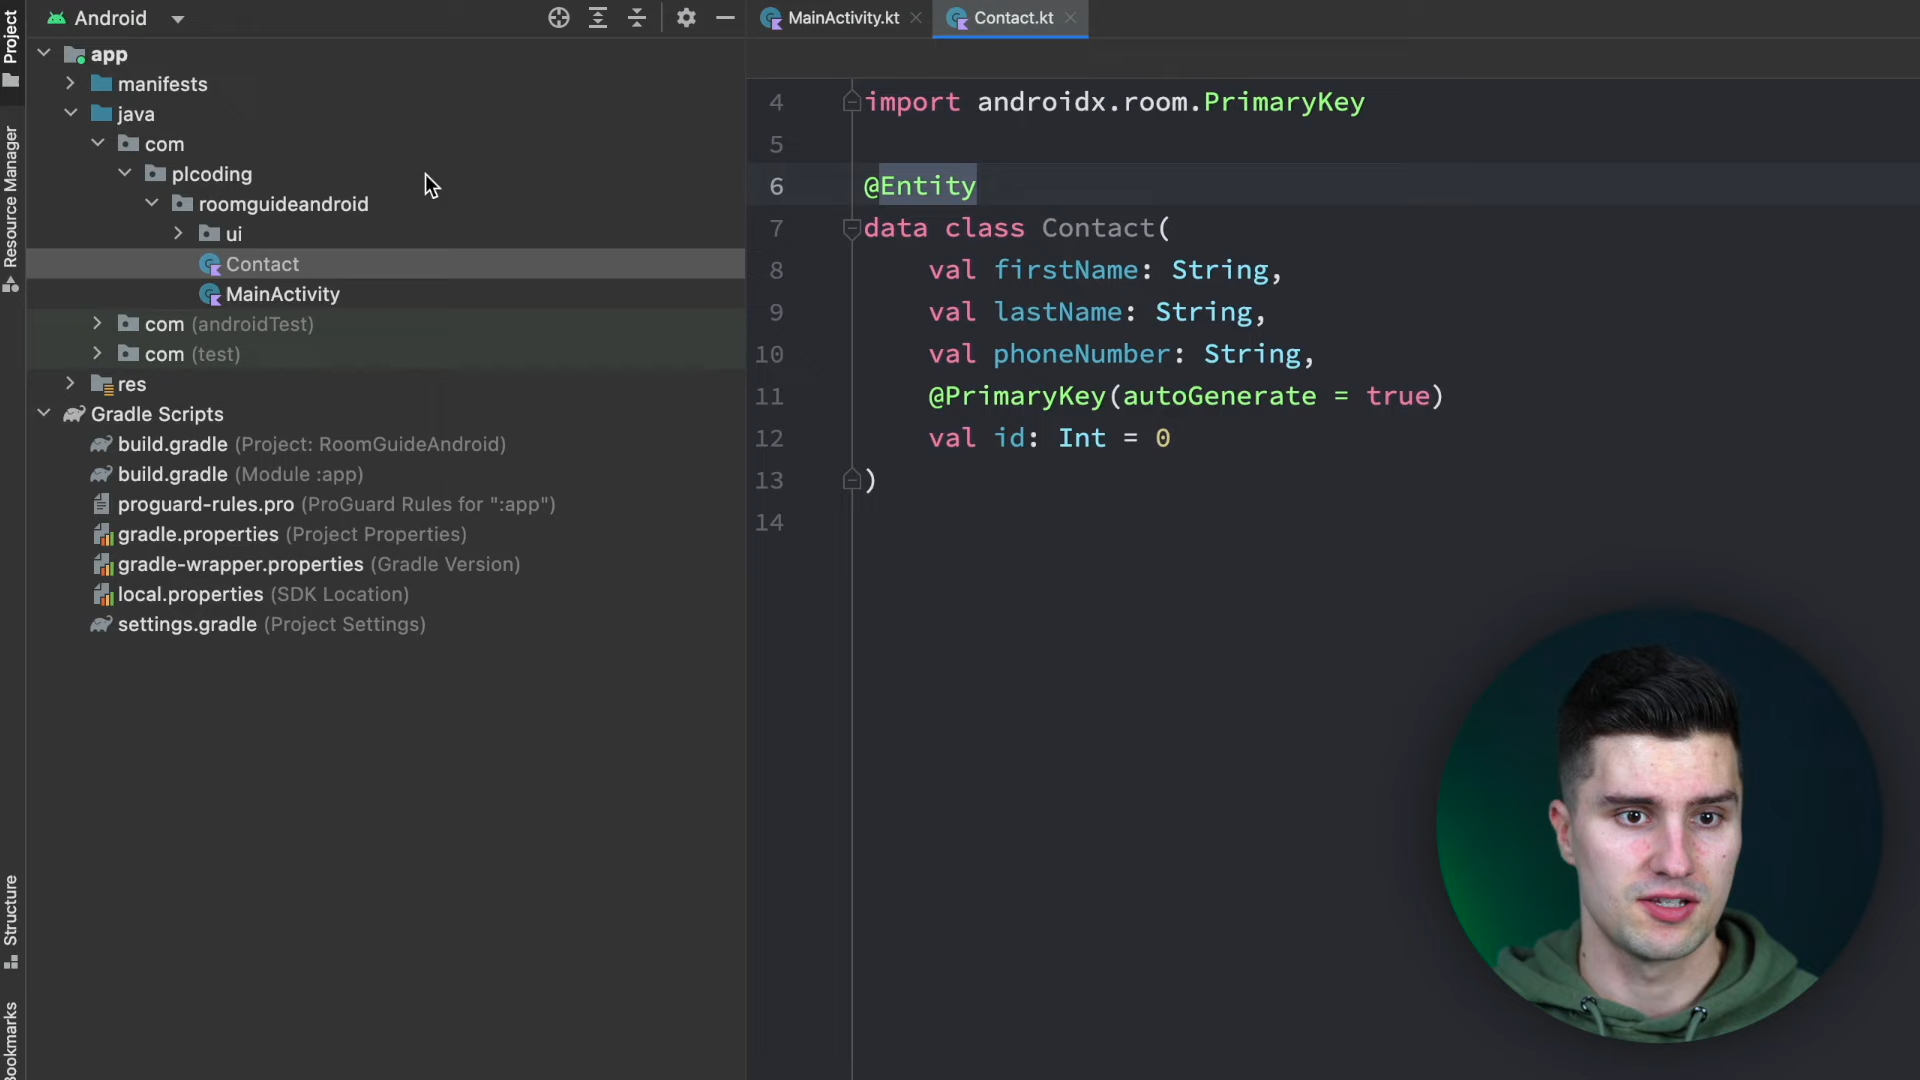 Android
MainActivity.kt
Contact.kt
Project
Resource Manager
Structure
Bookmarks
app
manifests
java
com
plcoding
roomguideandroid
ui
Contact
MainActivity
com (androidTest)
com (test)
res
Gradle Scripts
build.gradle (Project: RoomGuideAndroid)
build.gradle (Module :app)
proguard-rules.pro (ProGuard Rules for ":app")
gradle.properties (Project Properties)
gradle-wrapper.properties (Gradle Version)
local.properties (SDK Location)
settings.gradle (Project Settings)
4 import androidx.room.PrimaryKey
5
6 @Entity
7 data class Contact(
8 val firstName: String,
9 val lastName: String,
10 val phoneNumber: String,
11 @PrimaryKey(autoGenerate = true)
12 val id: Int = 0
13 )
14